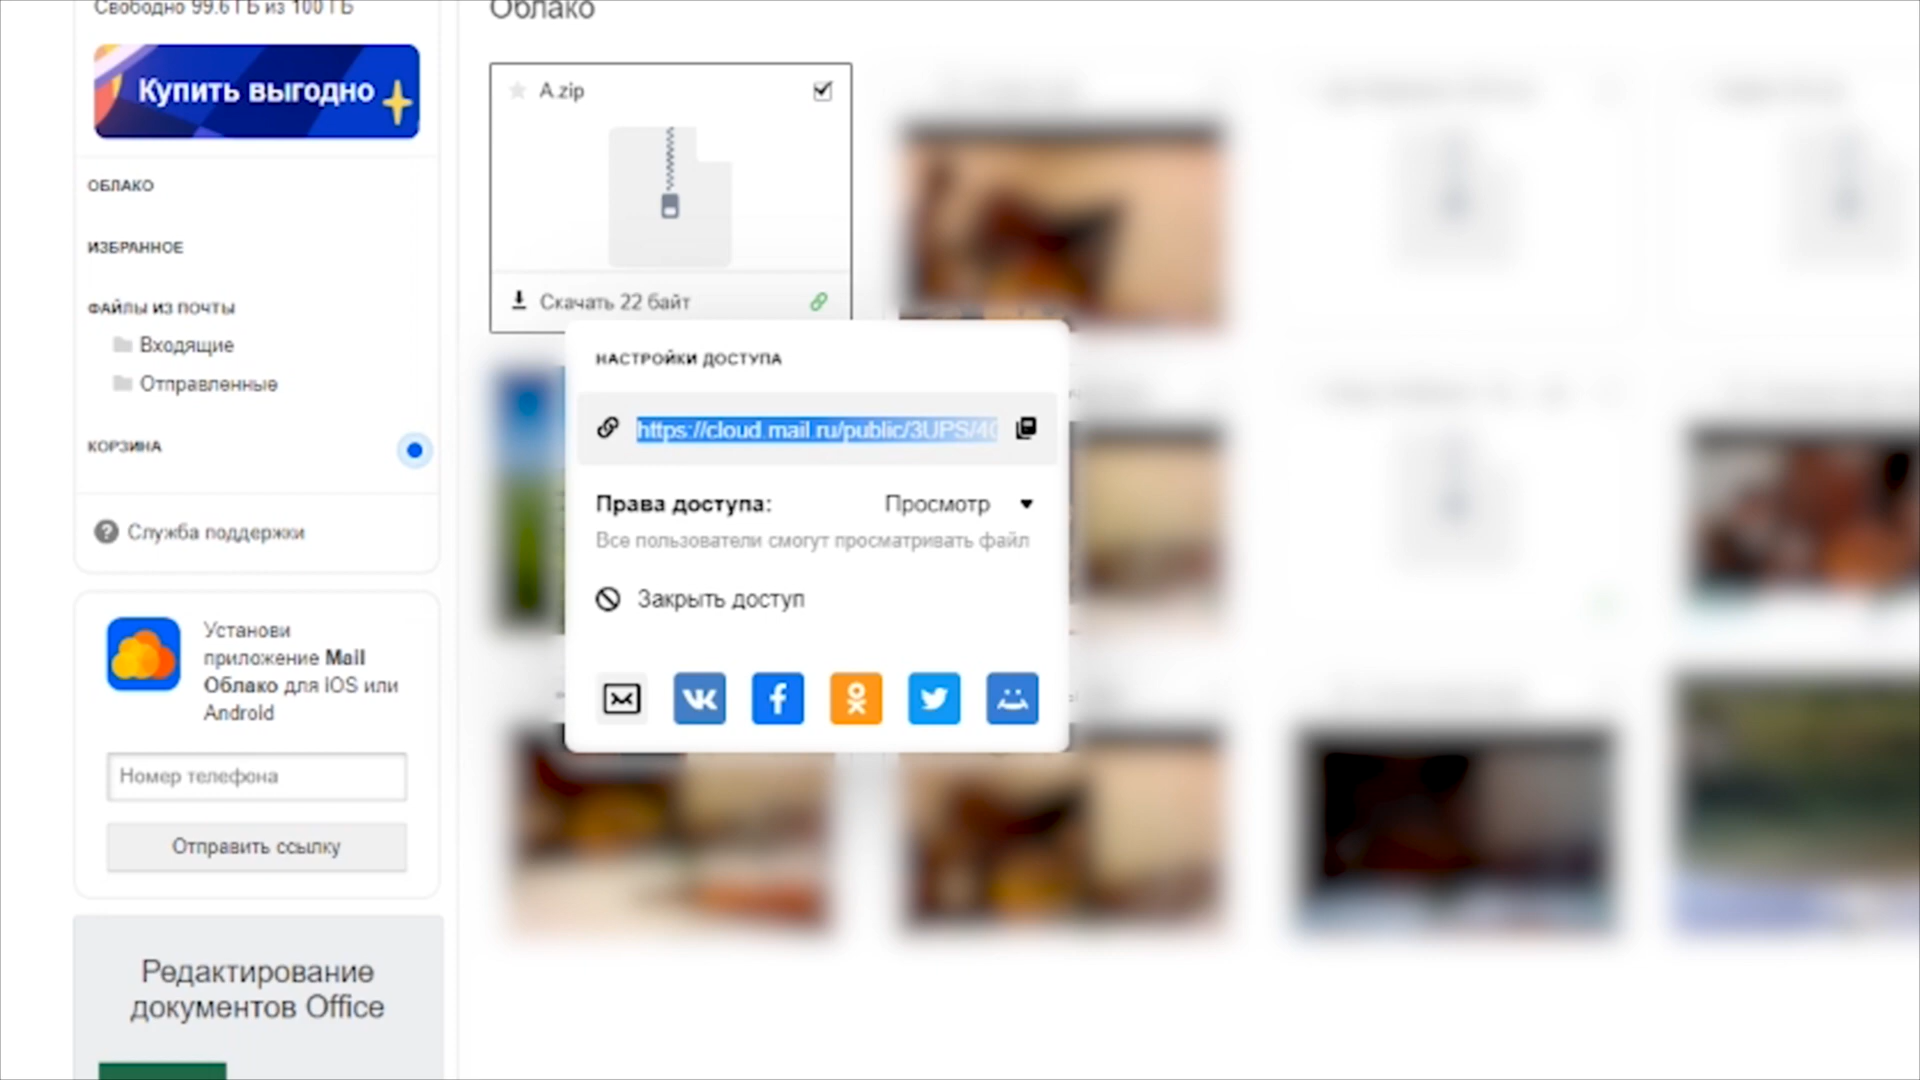 Свободно 99.6 ГБ из 100 ГБ
Купить выгодно
ОБЛАКО
ИЗБРАННОЕ
ФАЙЛЫ ИЗ ПОЧТЫ
Входящие
Отправленные
КОРЗИНА
Служба поддержки
Установи
приложение Mail
Облако для IOS или
Android
Номер телефона
Отправить ссылку
Редактирование
документов Office
Облако
A.zip
Скачать 22 байт
НАСТРОЙКИ ДОСТУПА
https://cloud.mail.ru/public/3UPS/4
Права доступа: Просмотр
Все пользователи смогут просматривать файл
Закрыть доступ